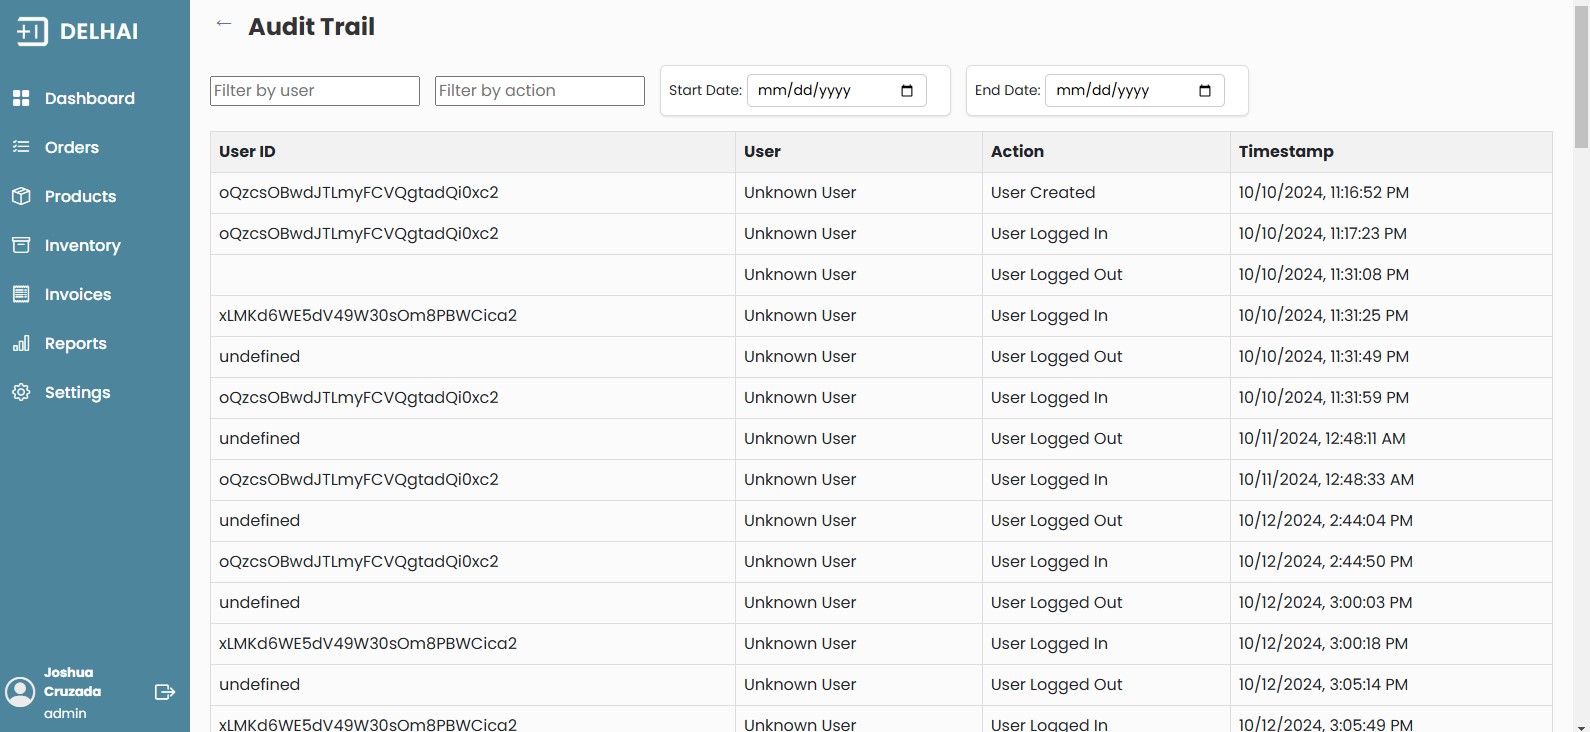 DELHAI
Dashboard
Orders
Products
Inventory
Invoices
Reports
Settings
Joshua
Cruzada
admin
← Audit Trail
Filter by user Filter by action Start Date: mm/dd/yyyy End Date: mm/dd/yyyy
User ID User Action Timestamp
oQzcsOBwdJTLmyFCVQgtadQi0xc2 Unknown User User Created 10/10/2024, 11:16:52 PM
oQzcsOBwdJTLmyFCVQgtadQi0xc2 Unknown User User Logged In 10/10/2024, 11:17:23 PM
Unknown User User Logged Out 10/10/2024, 11:31:08 PM
xLMKd6WE5dV49W30sOm8PBWCica2 Unknown User User Logged In 10/10/2024, 11:31:25 PM
undefined Unknown User User Logged Out 10/10/2024, 11:31:49 PM
oQzcsOBwdJTLmyFCVQgtadQi0xc2 Unknown User User Logged In 10/10/2024, 11:31:59 PM
undefined Unknown User User Logged Out 10/11/2024, 12:48:11 AM
oQzcsOBwdJTLmyFCVQgtadQi0xc2 Unknown User User Logged In 10/11/2024, 12:48:33 AM
undefined Unknown User User Logged Out 10/12/2024, 2:44:04 PM
oQzcsOBwdJTLmyFCVQgtadQi0xc2 Unknown User User Logged In 10/12/2024, 2:44:50 PM
undefined Unknown User User Logged Out 10/12/2024, 3:00:03 PM
xLMKd6WE5dV49W30sOm8PBWCica2 Unknown User User Logged In 10/12/2024, 3:00:18 PM
undefined Unknown User User Logged Out 10/12/2024, 3:05:14 PM
xLMKd6WE5dV49W30sOm8PBWCica2 Unknown User User Logged In 10/12/2024, 3:05:49 PM